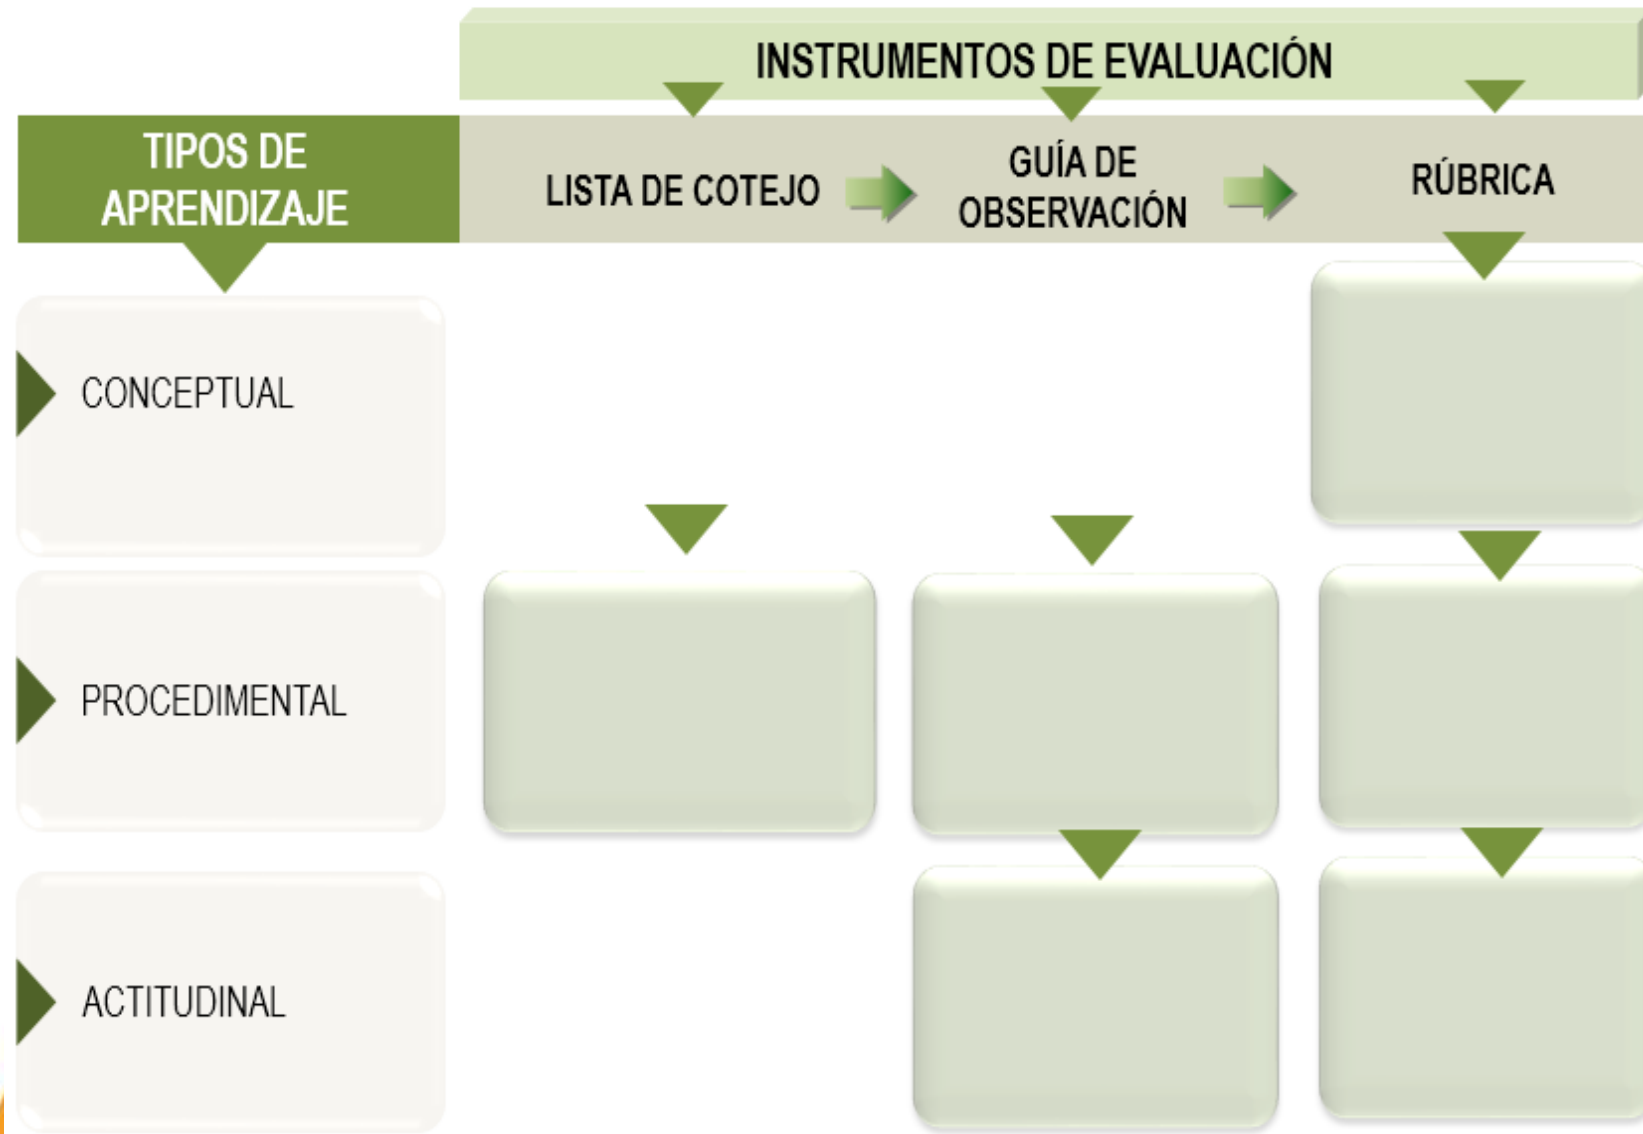 INSTRUMENTOS DE EVALUACIÓN
TIPOS DE
APRENDIZAJE
LISTA DE COTEJO
GUÍA DE
OBSERVACIÓN
RÚBRICA
CONCEPTUAL
PROCEDIMENTAL
ACTITUDINAL